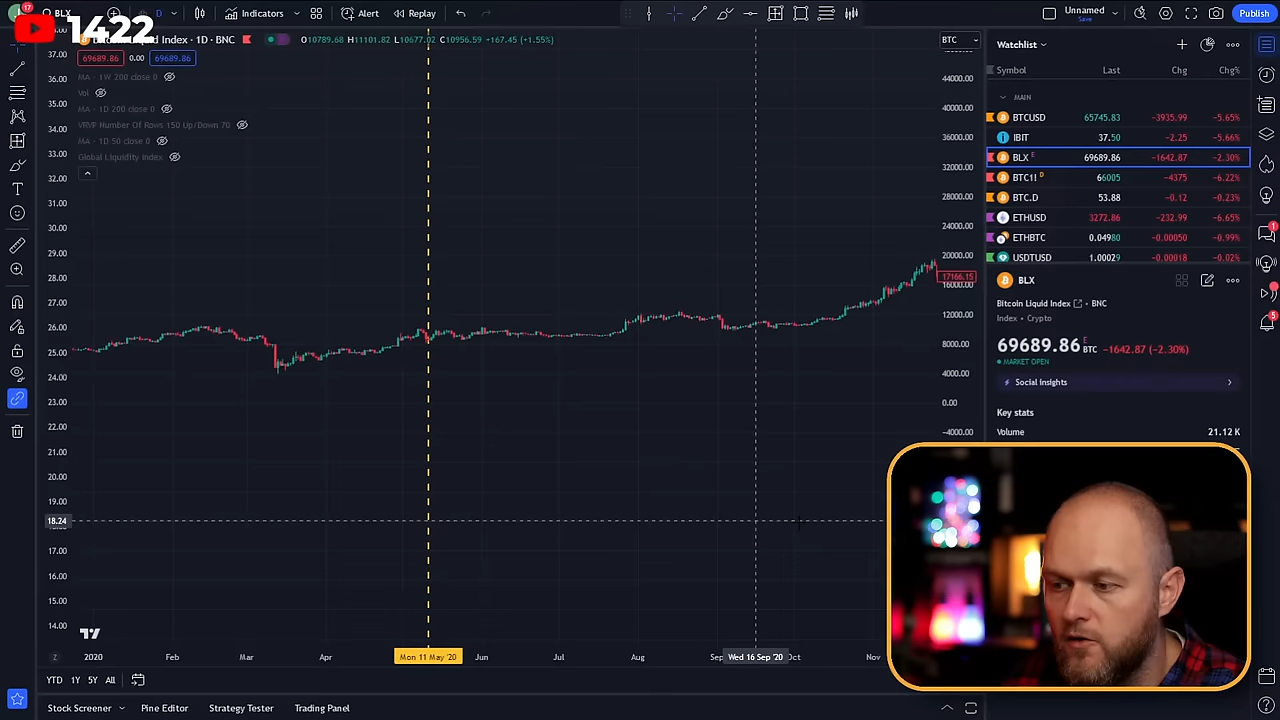 17
BLX
D
Indicators
Alert
Replay
Unnamed
Save
Publish
1422
Index · 1D · BNC
O10789.68 H11101.82 L10677.02 C10956.59 +167.45 (+1.55%)
BTC
69689.86 0.00 69689.86
MA · 1W 200 close 0
Vol
MA · 1D 200 close 0
VRVP Number Of Rows 150 Up/Down 70
MA · 1D 50 close 0
Global Liquidity Index
37.00
36.00
35.00
34.00
33.00
32.00
31.00
30.00
29.00
28.00
27.00
26.00
25.00
24.00
23.00
22.00
21.00
20.00
19.00
18.24
17.00
16.00
15.00
14.00
44000.00
40000.00
36000.00
32000.00
28000.00
24000.00
20000.00
17166.15
16000.00
12000.00
8000.00
4000.00
0.00
-4000.00
2020 Feb Mar Apr Mon 11 May '20 Jun Jul Aug Sep Wed 16 Sep '20 Oct Nov
YTD 1Y 5Y All
Stock Screener Pine Editor Strategy Tester Trading Panel
Watchlist
Symbol Last Chg Chg%
MAIN
BTCUSD 65745.83 −3935.99 −5.65%
IBIT 37.50 −2.25 −5.66%
BLX E 69689.86 −1642.87 −2.30%
BTC1! D 66005 −4375 −6.22%
BTC.D 53.88 −0.12 −0.23%
ETHUSD 3272.86 −232.99 −6.65%
ETHBTC 0.04980 −0.00050 −0.99%
USDTUSD 1.00029 −0.00018 −0.02%
BLX
Bitcoin Liquid Index · BNC
Index · Crypto
69689.86 E BTC −1642.87 (−2.30%)
MARKET OPEN
Social Insights
Key stats
Volume 21.12 K
1
5